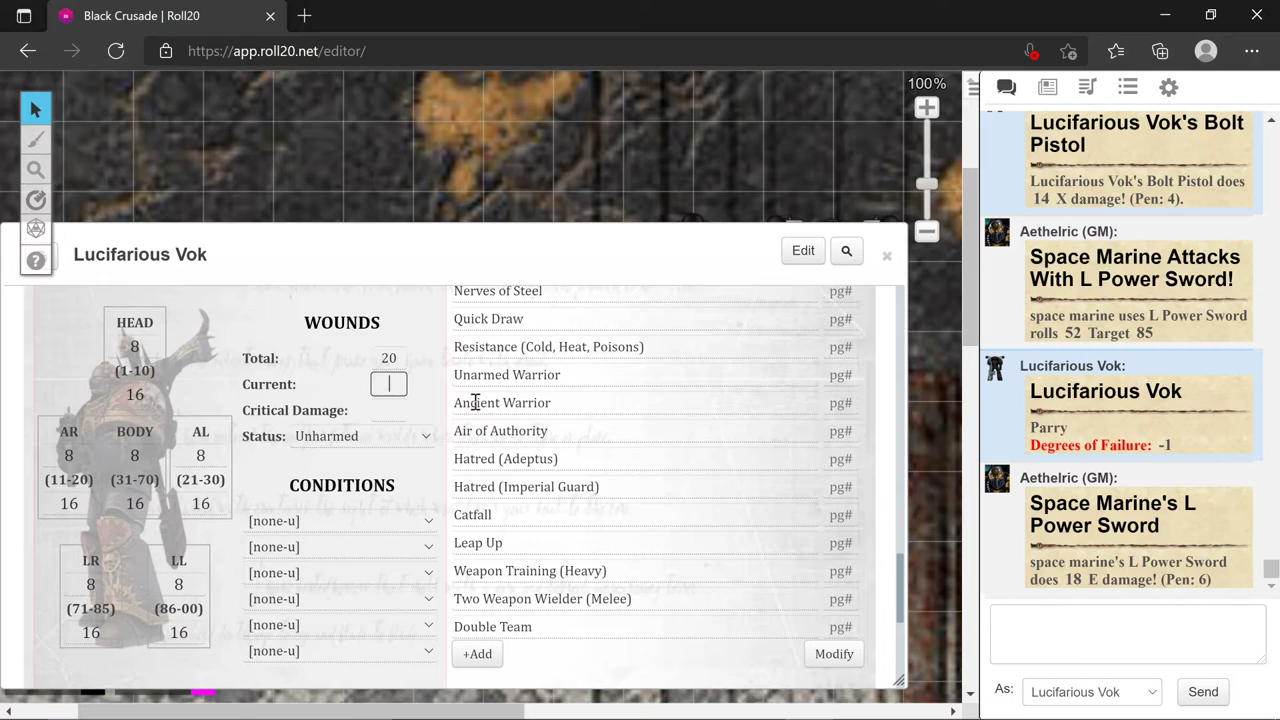 Black Crusade | Roll20
https://app.roll20.net/editor/
100%
Lucifarious Vok
Edit
HEAD
8
(1-10)
16
AR
BODY
AL
8
8
8
(11-20)
(31-70)
(21-30)
16
16
16
LR
LL
8
8
(71-85)
(86-00)
16
16
WOUNDS
Total: 20
Current:
Critical Damage:
Status: Unharmed
CONDITIONS
[none-u]
[none-u]
[none-u]
[none-u]
[none-u]
[none-u]
Nerves of Steel pg#
Quick Draw pg#
Resistance (Cold, Heat, Poisons) pg#
Unarmed Warrior pg#
Ancient Warrior pg#
Air of Authority pg#
Hatred (Adeptus) pg#
Hatred (Imperial Guard) pg#
Catfall pg#
Leap Up pg#
Weapon Training (Heavy) pg#
Two Weapon Wielder (Melee) pg#
Double Team pg#
+Add
Modify
Lucifarious Vok's Bolt
Pistol
Lucifarious Vok's Bolt Pistol does
14 X damage! (Pen: 4).
Aethelric (GM):
Space Marine Attacks
With L Power Sword!
space marine uses L Power Sword
rolls 52 Target 85
Lucifarious Vok:
Lucifarious Vok
Parry
Degrees of Failure: -1
Aethelric (GM):
Space Marine's L
Power Sword
space marine's L Power Sword
does 18 E damage! (Pen: 6)
As: Lucifarious Vok
Send